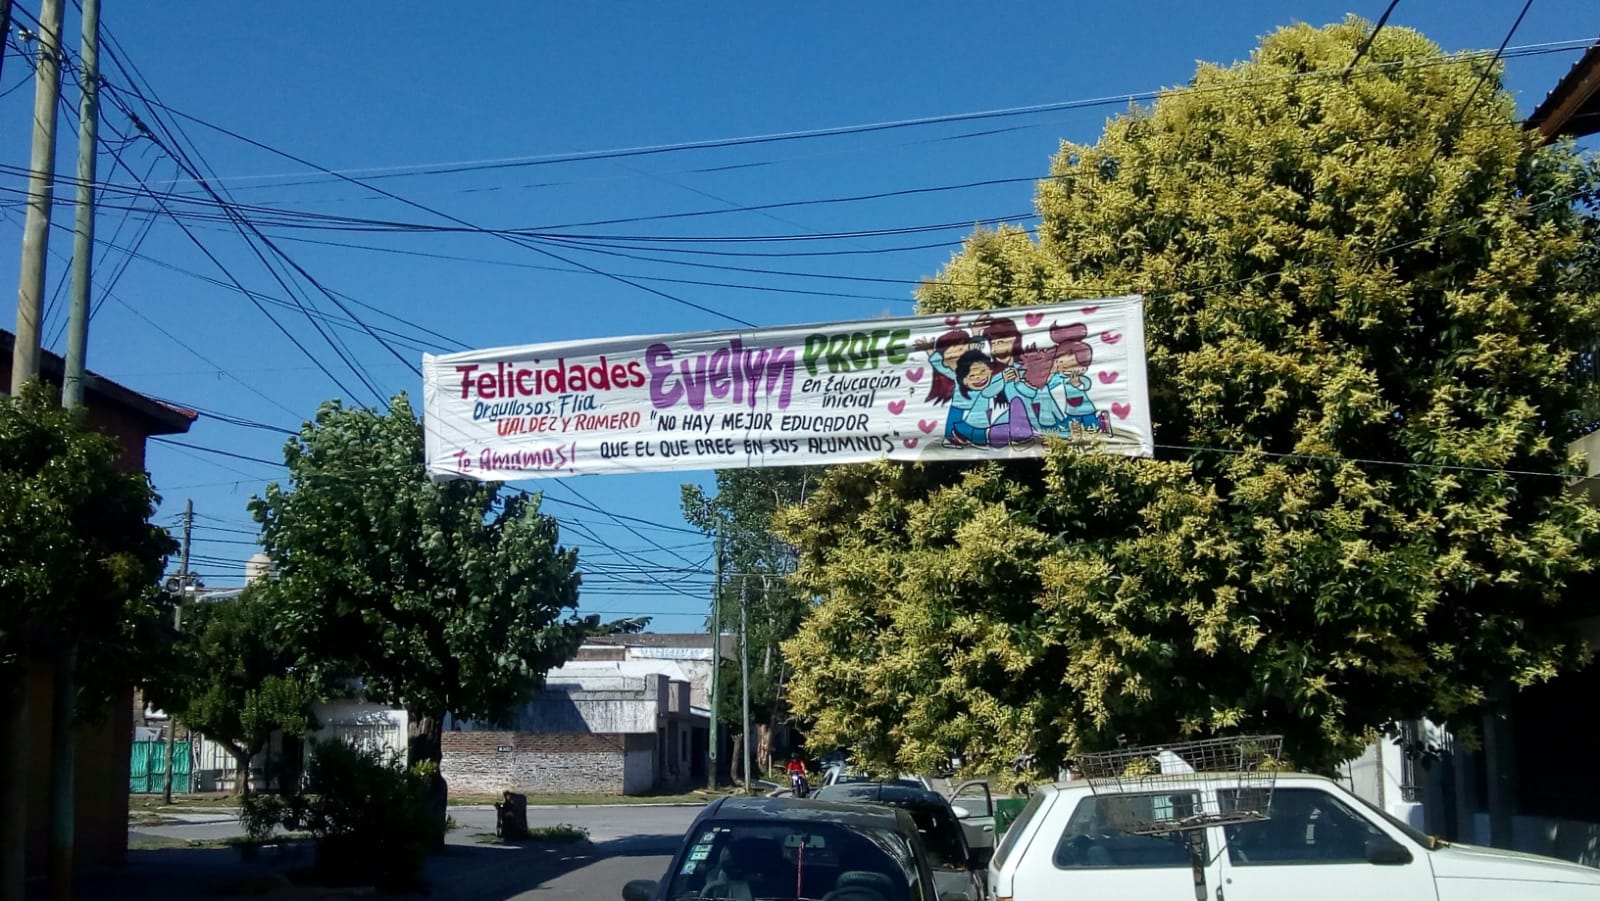 Felicidades Evelyn PROFE
en Educación
inicial
Orgullosos Flia.
VALDEZ Y ROMERO
"NO HAY MEJOR EDUCADOR
QUE EL QUE CREE EN SUS ALUMNOS"
Te Amamos!